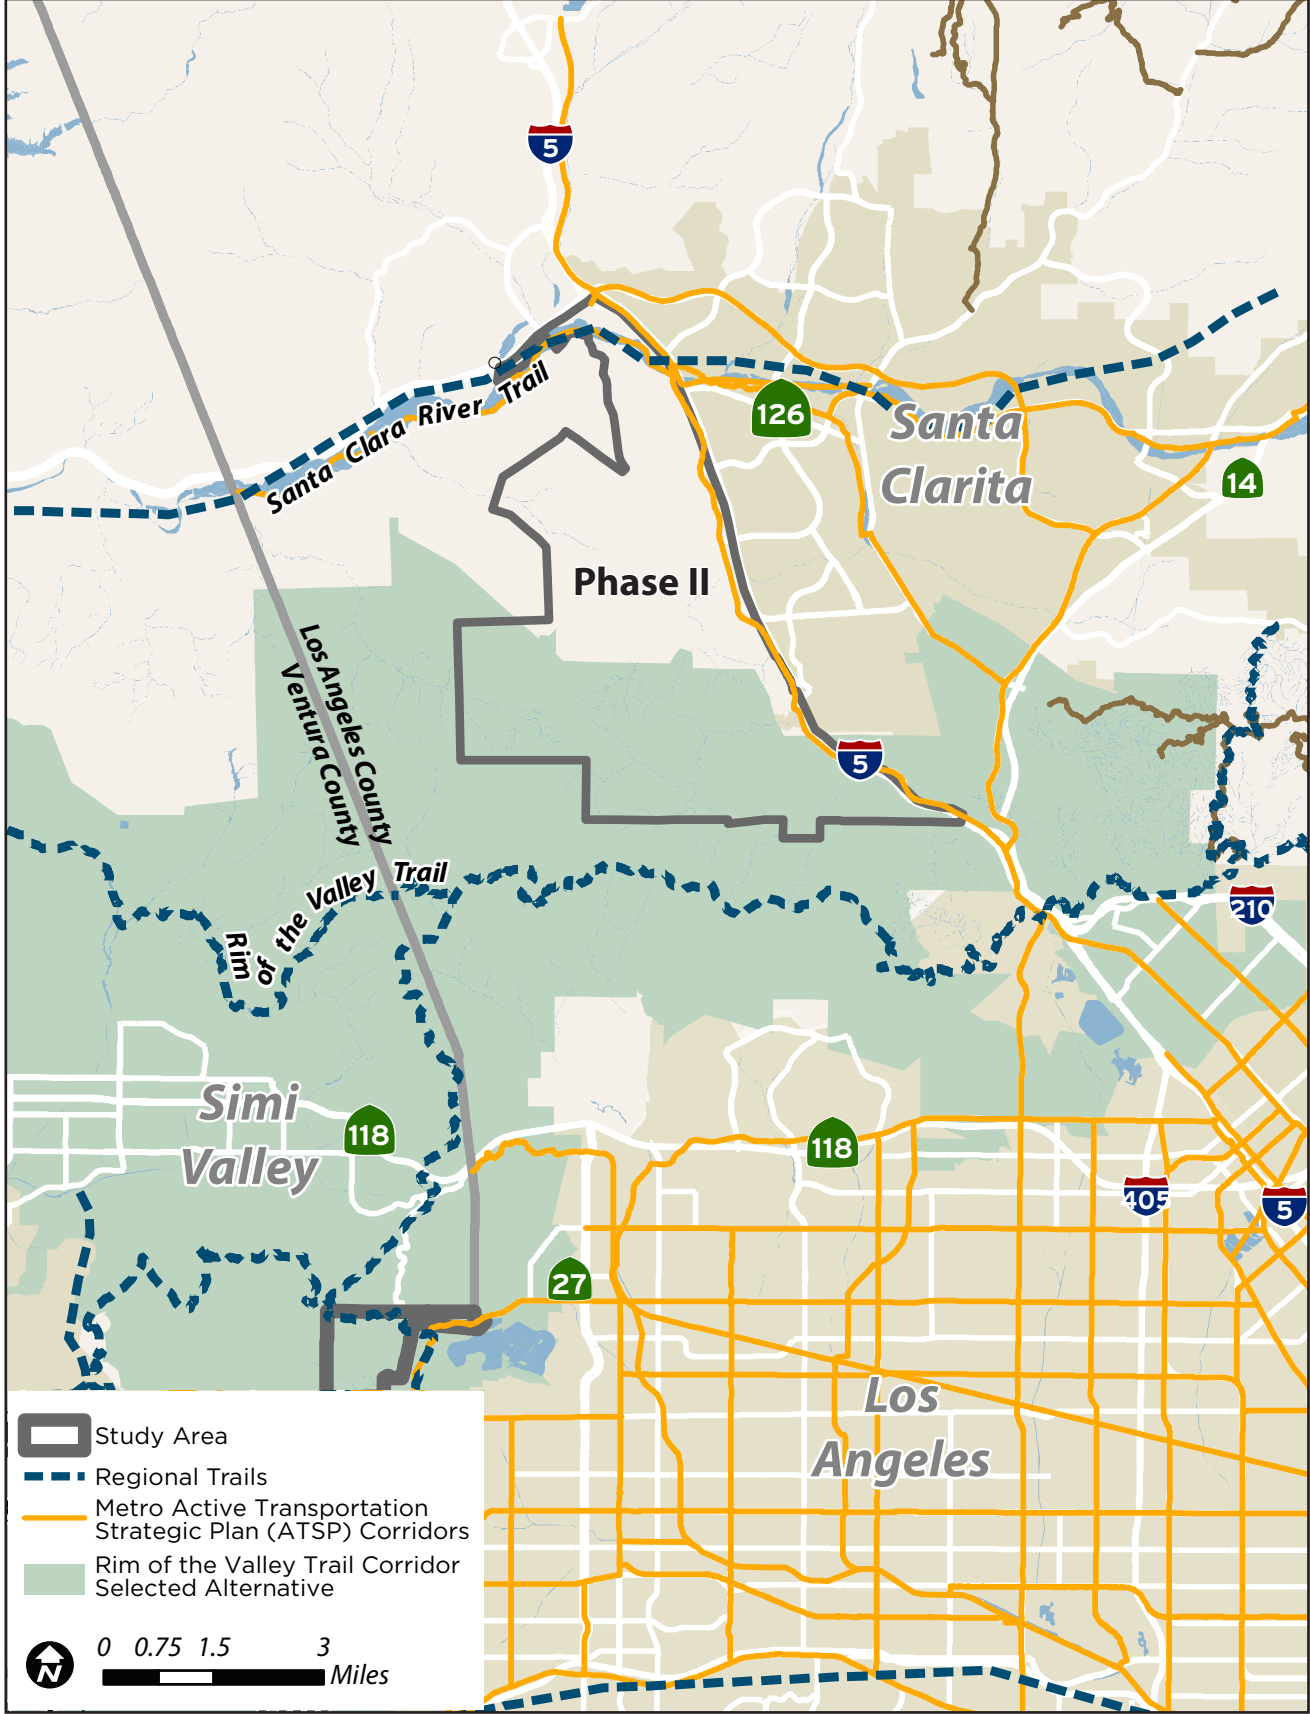 5
126
Santa
Clarita
14
Santa Clara River Trail
Phase II
Los Angeles County
Ventura County
5
Rim of the Valley Trail
210
Simi
Valley
118
118
405
5
27
Los
Angeles
Study Area
Regional Trails
Metro Active Transportation
Strategic Plan (ATSP) Corridors
Rim of the Valley Trail Corridor
Selected Alternative
N
0 0.75 1.5 3
Miles